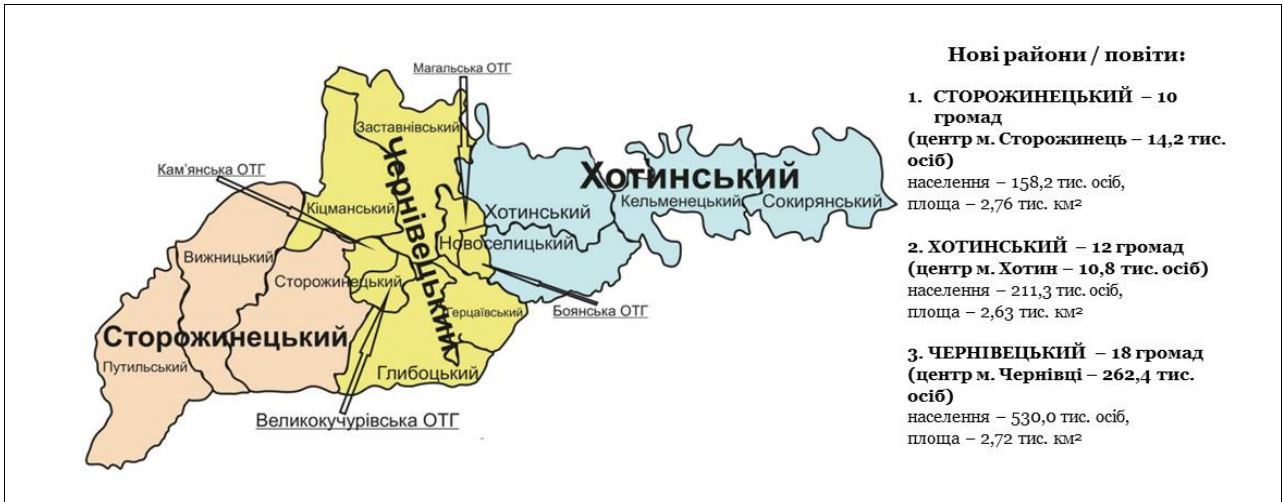 Магальська ОТГ
Заставнівський
Кам'янська ОТГ
Чернівецький
Хотинський
Кіцманський
Хотинський
Кельменецький
Сокирянський
Новоселицький
Вижницький
Сторожинецький
Боянська ОТГ
Герцаївський
Сторожинецький
Путильський
Глибоцький
Великокучурівська ОТГ
Нові райони / повіти:
1. СТОРОЖИНЕЦЬКИЙ – 10
громад
(центр м. Сторожинець – 14,2 тис.
осіб)
населення – 158,2 тис. осіб,
площа – 2,76 тис. км²
2. ХОТИНСЬКИЙ – 12 громад
(центр м. Хотин – 10,8 тис. осіб)
населення – 211,3 тис. осіб,
площа – 2,63 тис. км²
3. ЧЕРНІВЕЦЬКИЙ – 18 громад
(центр м. Чернівці – 262,4 тис.
осіб)
населення – 530,0 тис. осіб,
площа – 2,72 тис. км²